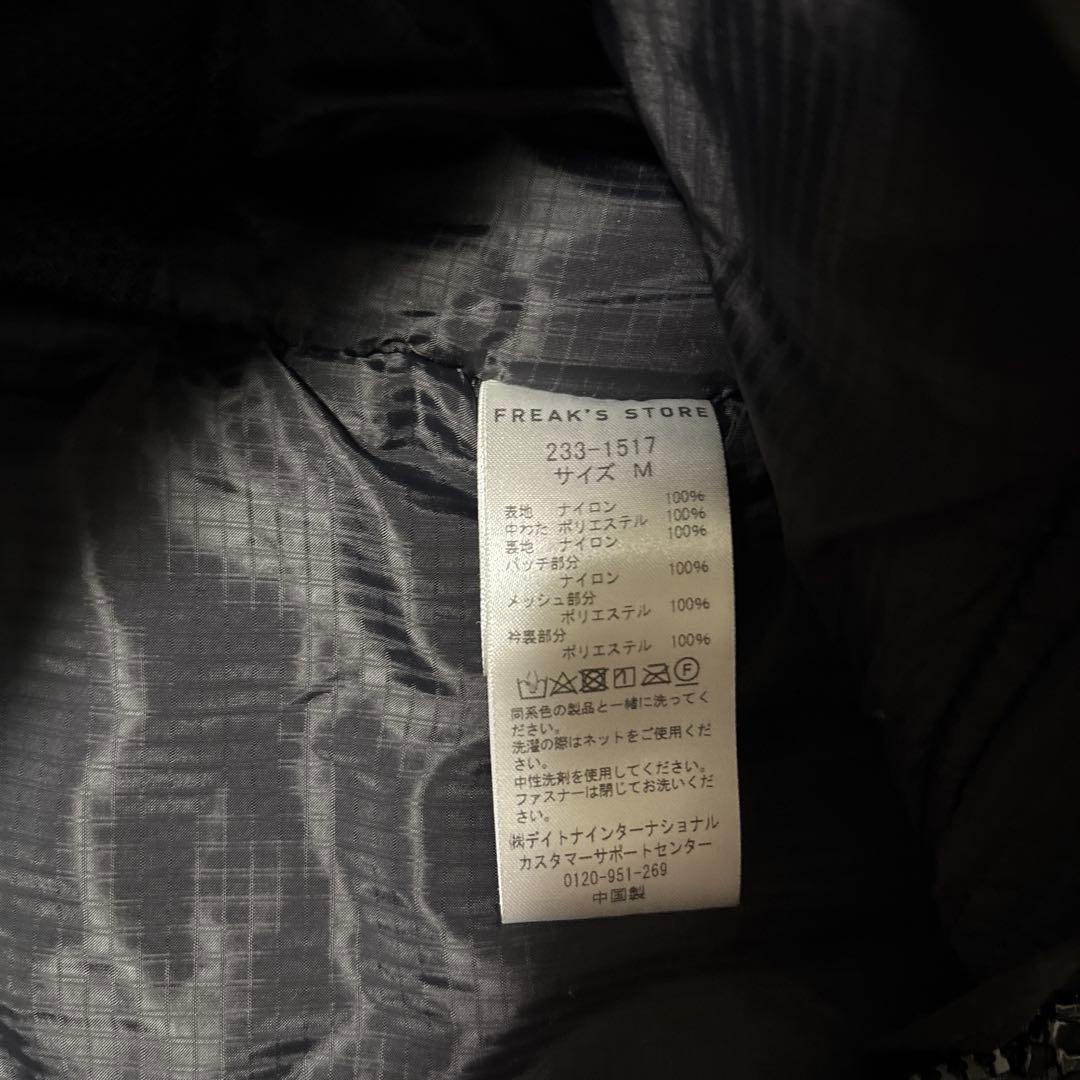 FREAK'S STORE
233-1517
サイズ M
表地 ナイロン 100%
中わた ポリエステル 100%
裏地 ナイロン 100%
パッチ部分
ナイロン 100%
メッシュ部分
ポリエステル 100%
衿裏部分
ポリエステル 100%
F
同系色の製品と一緒に洗ってく
ださい。
洗濯の際はネットをご使用くだ
さい。
中性洗剤を使用してください。
ファスナーは閉じてお洗いくだ
さい。
㈱デイトナインターナショナル
カスタマーサポートセンター
0120-951-269
中国製